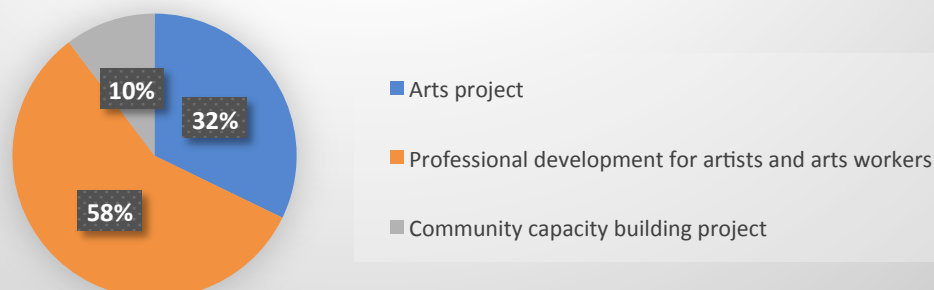 10%
32%
58%
Arts project
Professional development for artists and arts workers
Community capacity building project